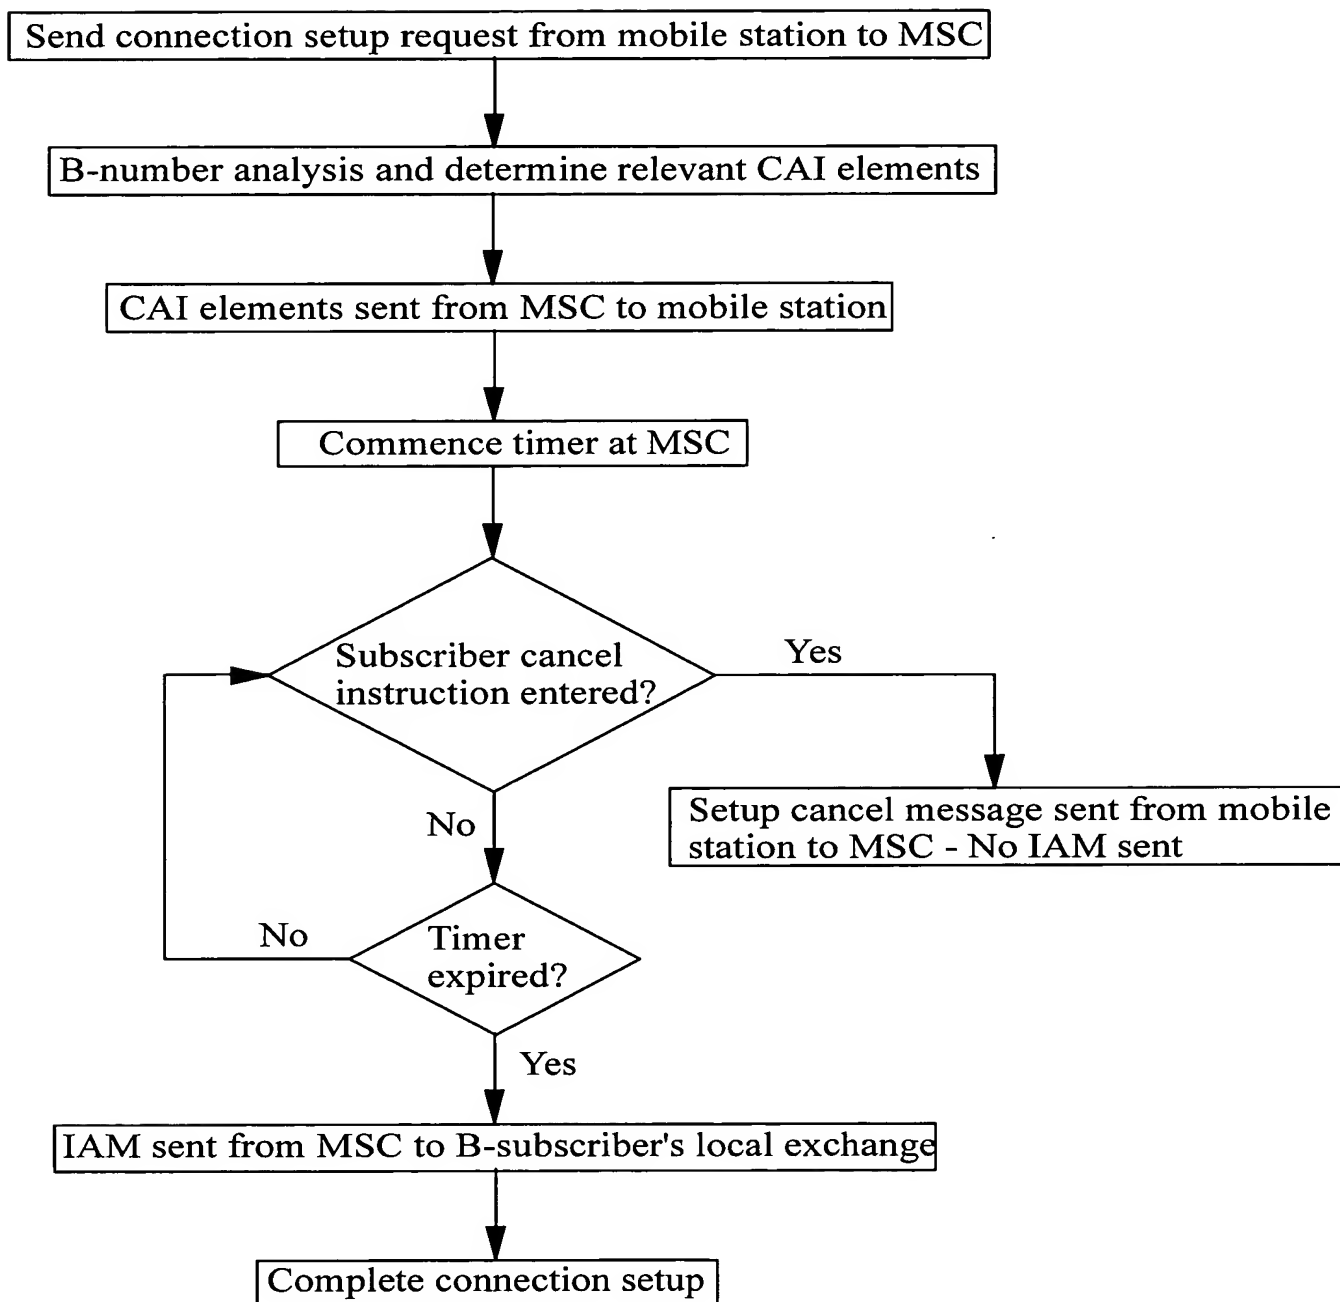 Send connection setup request from mobile station to MSC
B-number analysis and determine relevant CAI elements
CAI elements sent from MSC to mobile station
Commence timer at MSC
Subscriber cancel
instruction entered?
Yes
Setup cancel message sent from mobile
station to MSC - No IAM sent
No
Timer
expired?
No
Yes
IAM sent from MSC to B-subscriber's local exchange
Complete connection setup